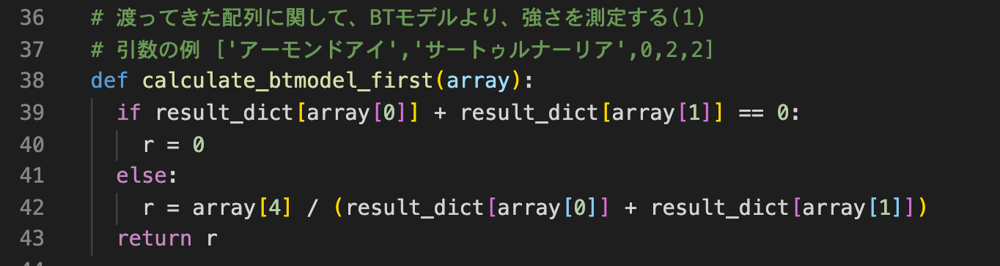 36 # 渡ってきた配列に関して、BTモデルより、強さを測定する(1)
37 # 引数の例 ['アーモンドアイ','サートゥルナーリア',0,2,2]
38 def calculate_btmodel_first(array):
39 if result_dict[array[0]] + result_dict[array[1]] == 0:
40 r = 0
41 else:
42 r = array[4] / (result_dict[array[0]] + result_dict[array[1]])
43 return r
44